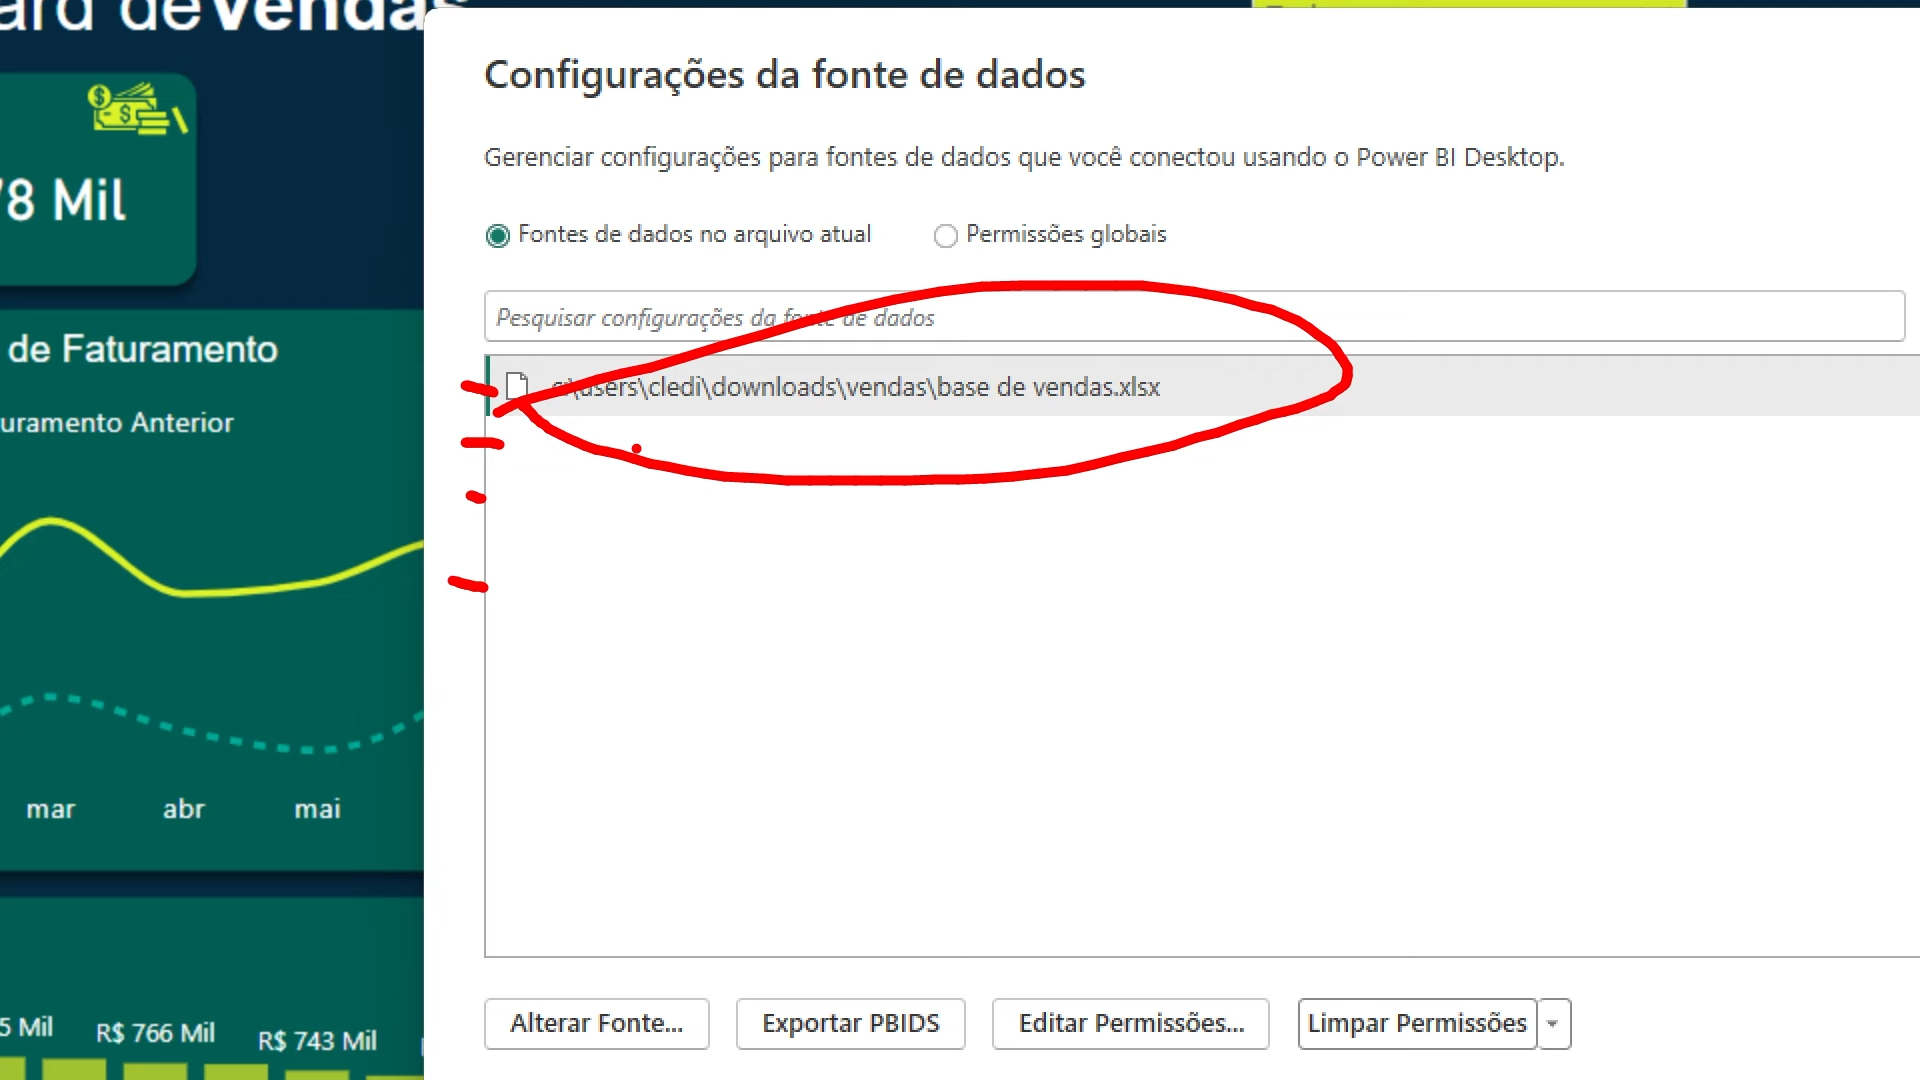 de Vendas
8 Mil
de Faturamento
Anterior
mar abr mai
5 Mil R$ 766 Mil R$ 743 Mil
Configurações da fonte de dados
Gerenciar configurações para fontes de dados que você conectou usando o Power BI Desktop.
Fontes de dados no arquivo atual Permissões globais
Pesquisar configurações da fonte de dados
c:\users\cledi\downloads\vendas\base de vendas.xlsx
Alterar Fonte... Exportar PBIDS Editar Permissões... Limpar Permissões